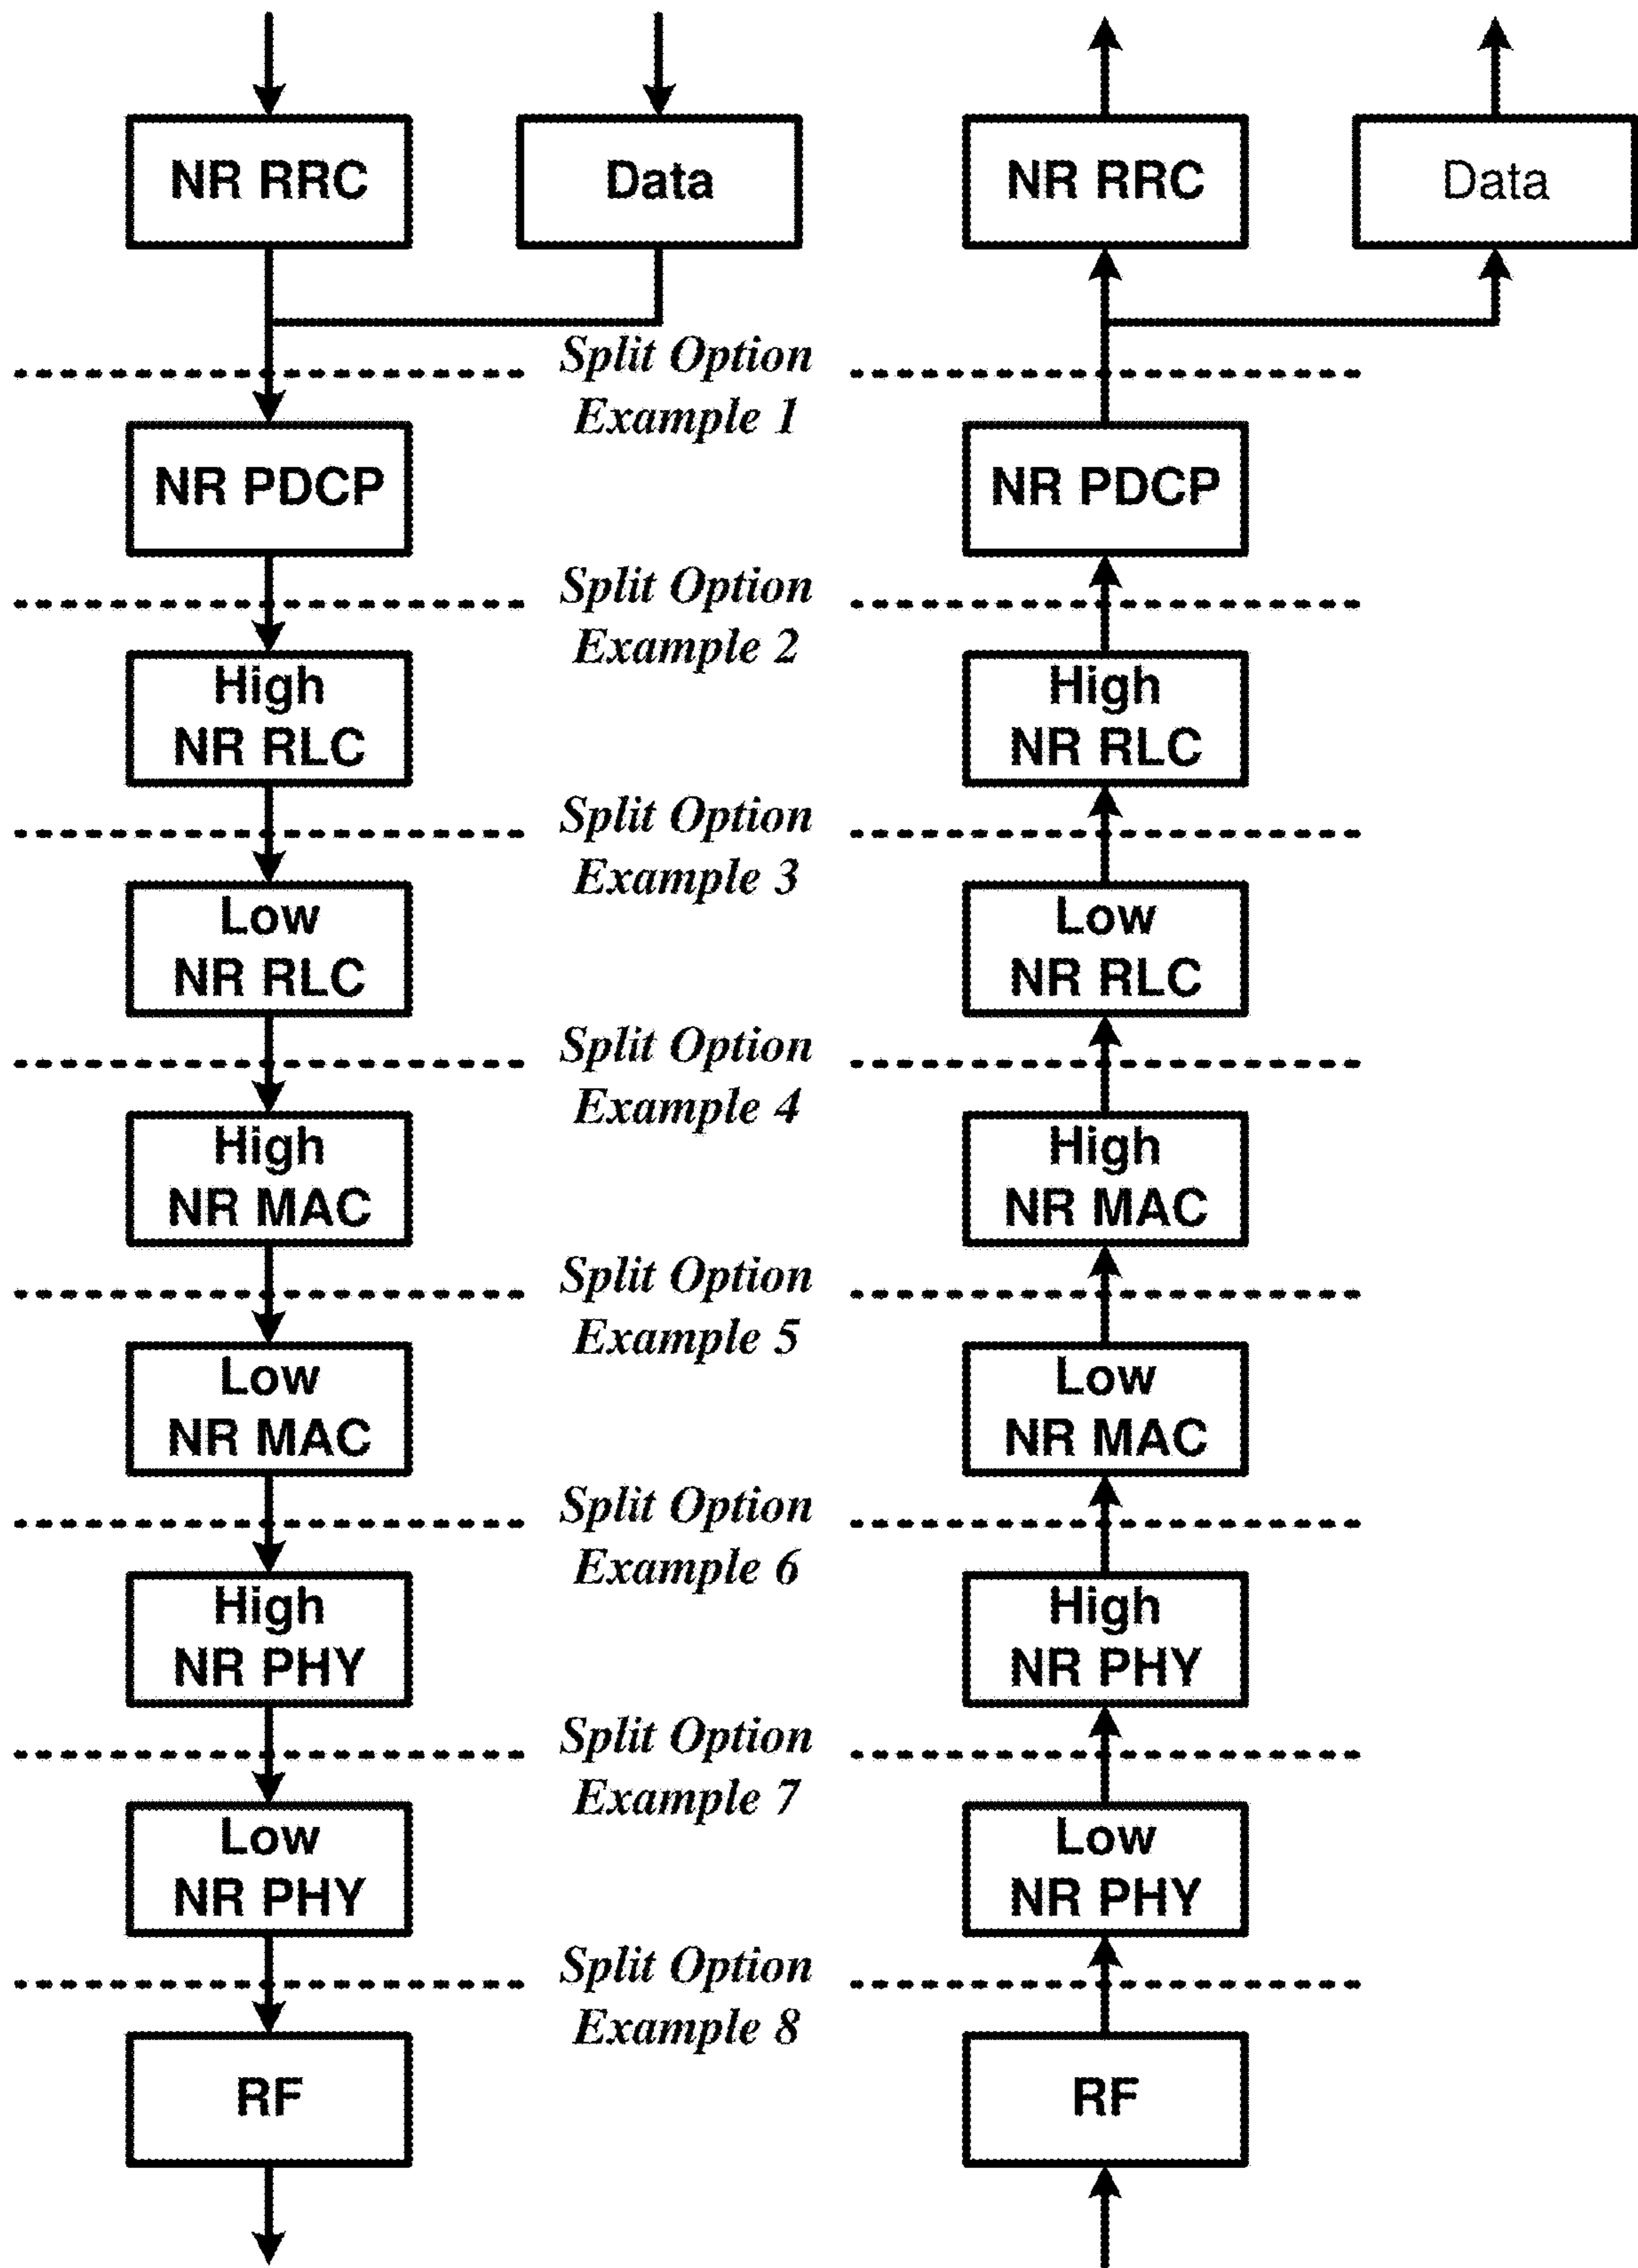 NR RRC
Data
NR RRC
Data
Split Option
Example 1
NR PDCP
NR PDCP
Split Option
Example 2
High
NR RLC
High
NR RLC
Split Option
Example 3
Low
NR RLC
Low
NR RLC
Split Option
Example 4
High
NR MAC
High
NR MAC
Split Option
Example 5
Low
NR MAC
Low
NR MAC
Split Option
Example 6
High
NR PHY
High
NR PHY
Split Option
Example 7
Low
NR PHY
Low
NR PHY
Split Option
Example 8
RF
RF